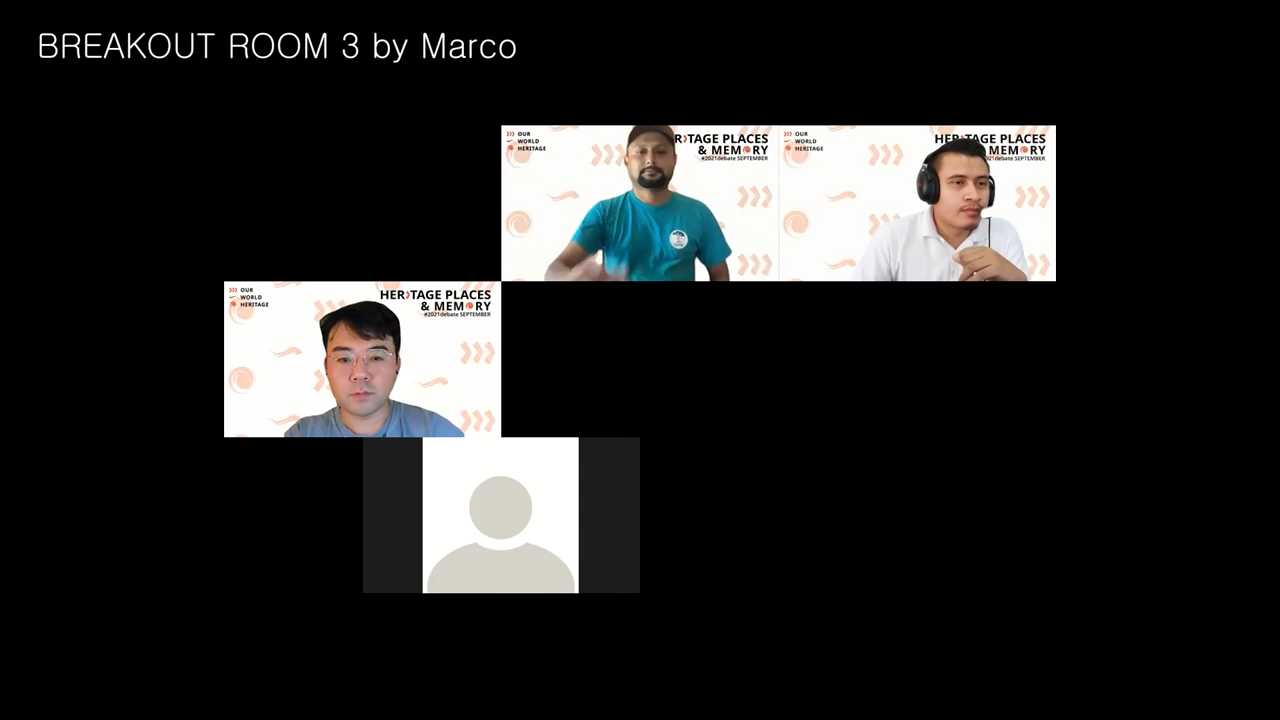 BREAKOUT ROOM 3 by Marco
OUR
WORLD
HERITAGE
R TAGE PLACES
& MEMORY
#2021debate SEPTEMBER
OUR
WORLD
HERITAGE
HERITAGE PLACES
& MEMORY
2021debate SEPTEMBER
OUR
WORLD
HERITAGE
HERITAGE PLACES
& MEMORY
#2021debate SEPTEMBER